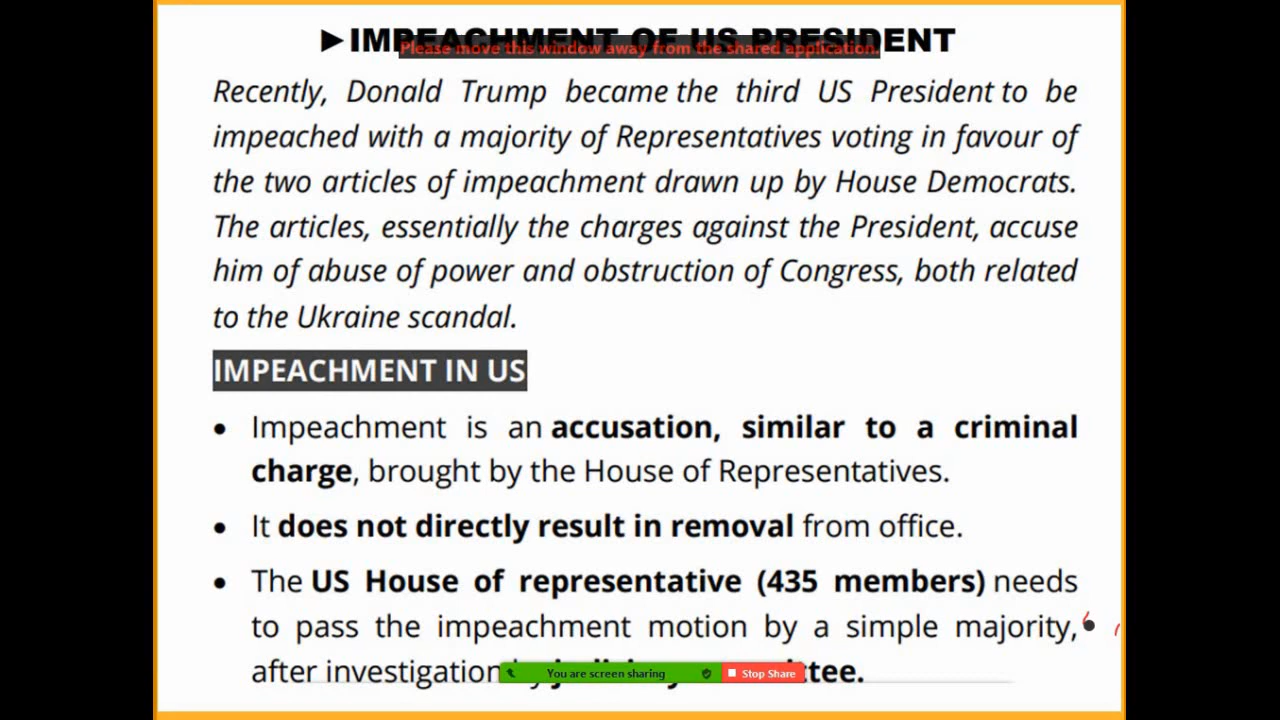 ►IMPEACHMENT OF US PRESIDENT
Please move this window away from the shared application.
Recently, Donald Trump became the third US President to be
impeached with a majority of Representatives voting in favour of
the two articles of impeachment drawn up by House Democrats.
The articles, essentially the charges against the President, accuse
him of abuse of power and obstruction of Congress, both related
to the Ukraine scandal.
IMPEACHMENT IN US
• Impeachment is an accusation, similar to a criminal
charge, brought by the House of Representatives.
• It does not directly result in removal from office.
• The US House of representative (435 members) needs
to pass the impeachment motion by a simple majority,
after investigation
You are screen sharing
Stop Share